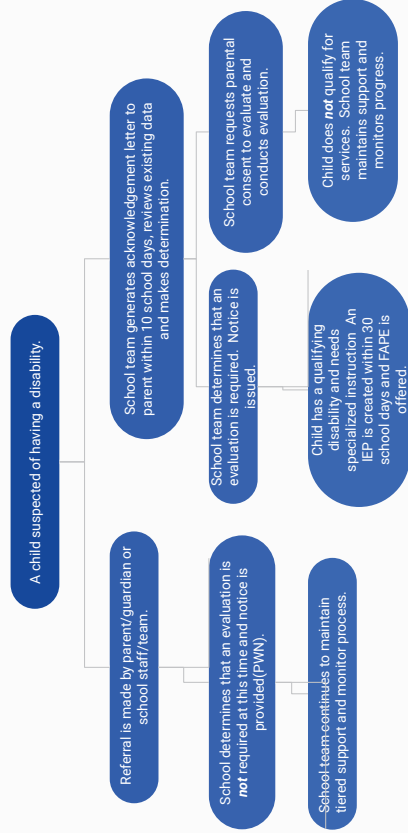 A child suspected of having a disability.
Referral is made by parent/guardian or
school staff/team.
School team generates acknowledgement letter to
parent within 10 school days, reviews existing data
and makes determination.
School determines that an evaluation is
not required at this time and notice is
provided(PWN).
School team determines that an
evaluation is required.  Notice is
issued.
School team requests parental
consent to evaluate and
conducts evaluation.
School team continues to maintain
tiered support and monitor process.
Child has a qualifying
disability and needs
specialized instruction  An
IEP is created within 30
school days and FAPE is
offered.
Child does not qualify for
services.  School team
maintains support and
monitors progress.